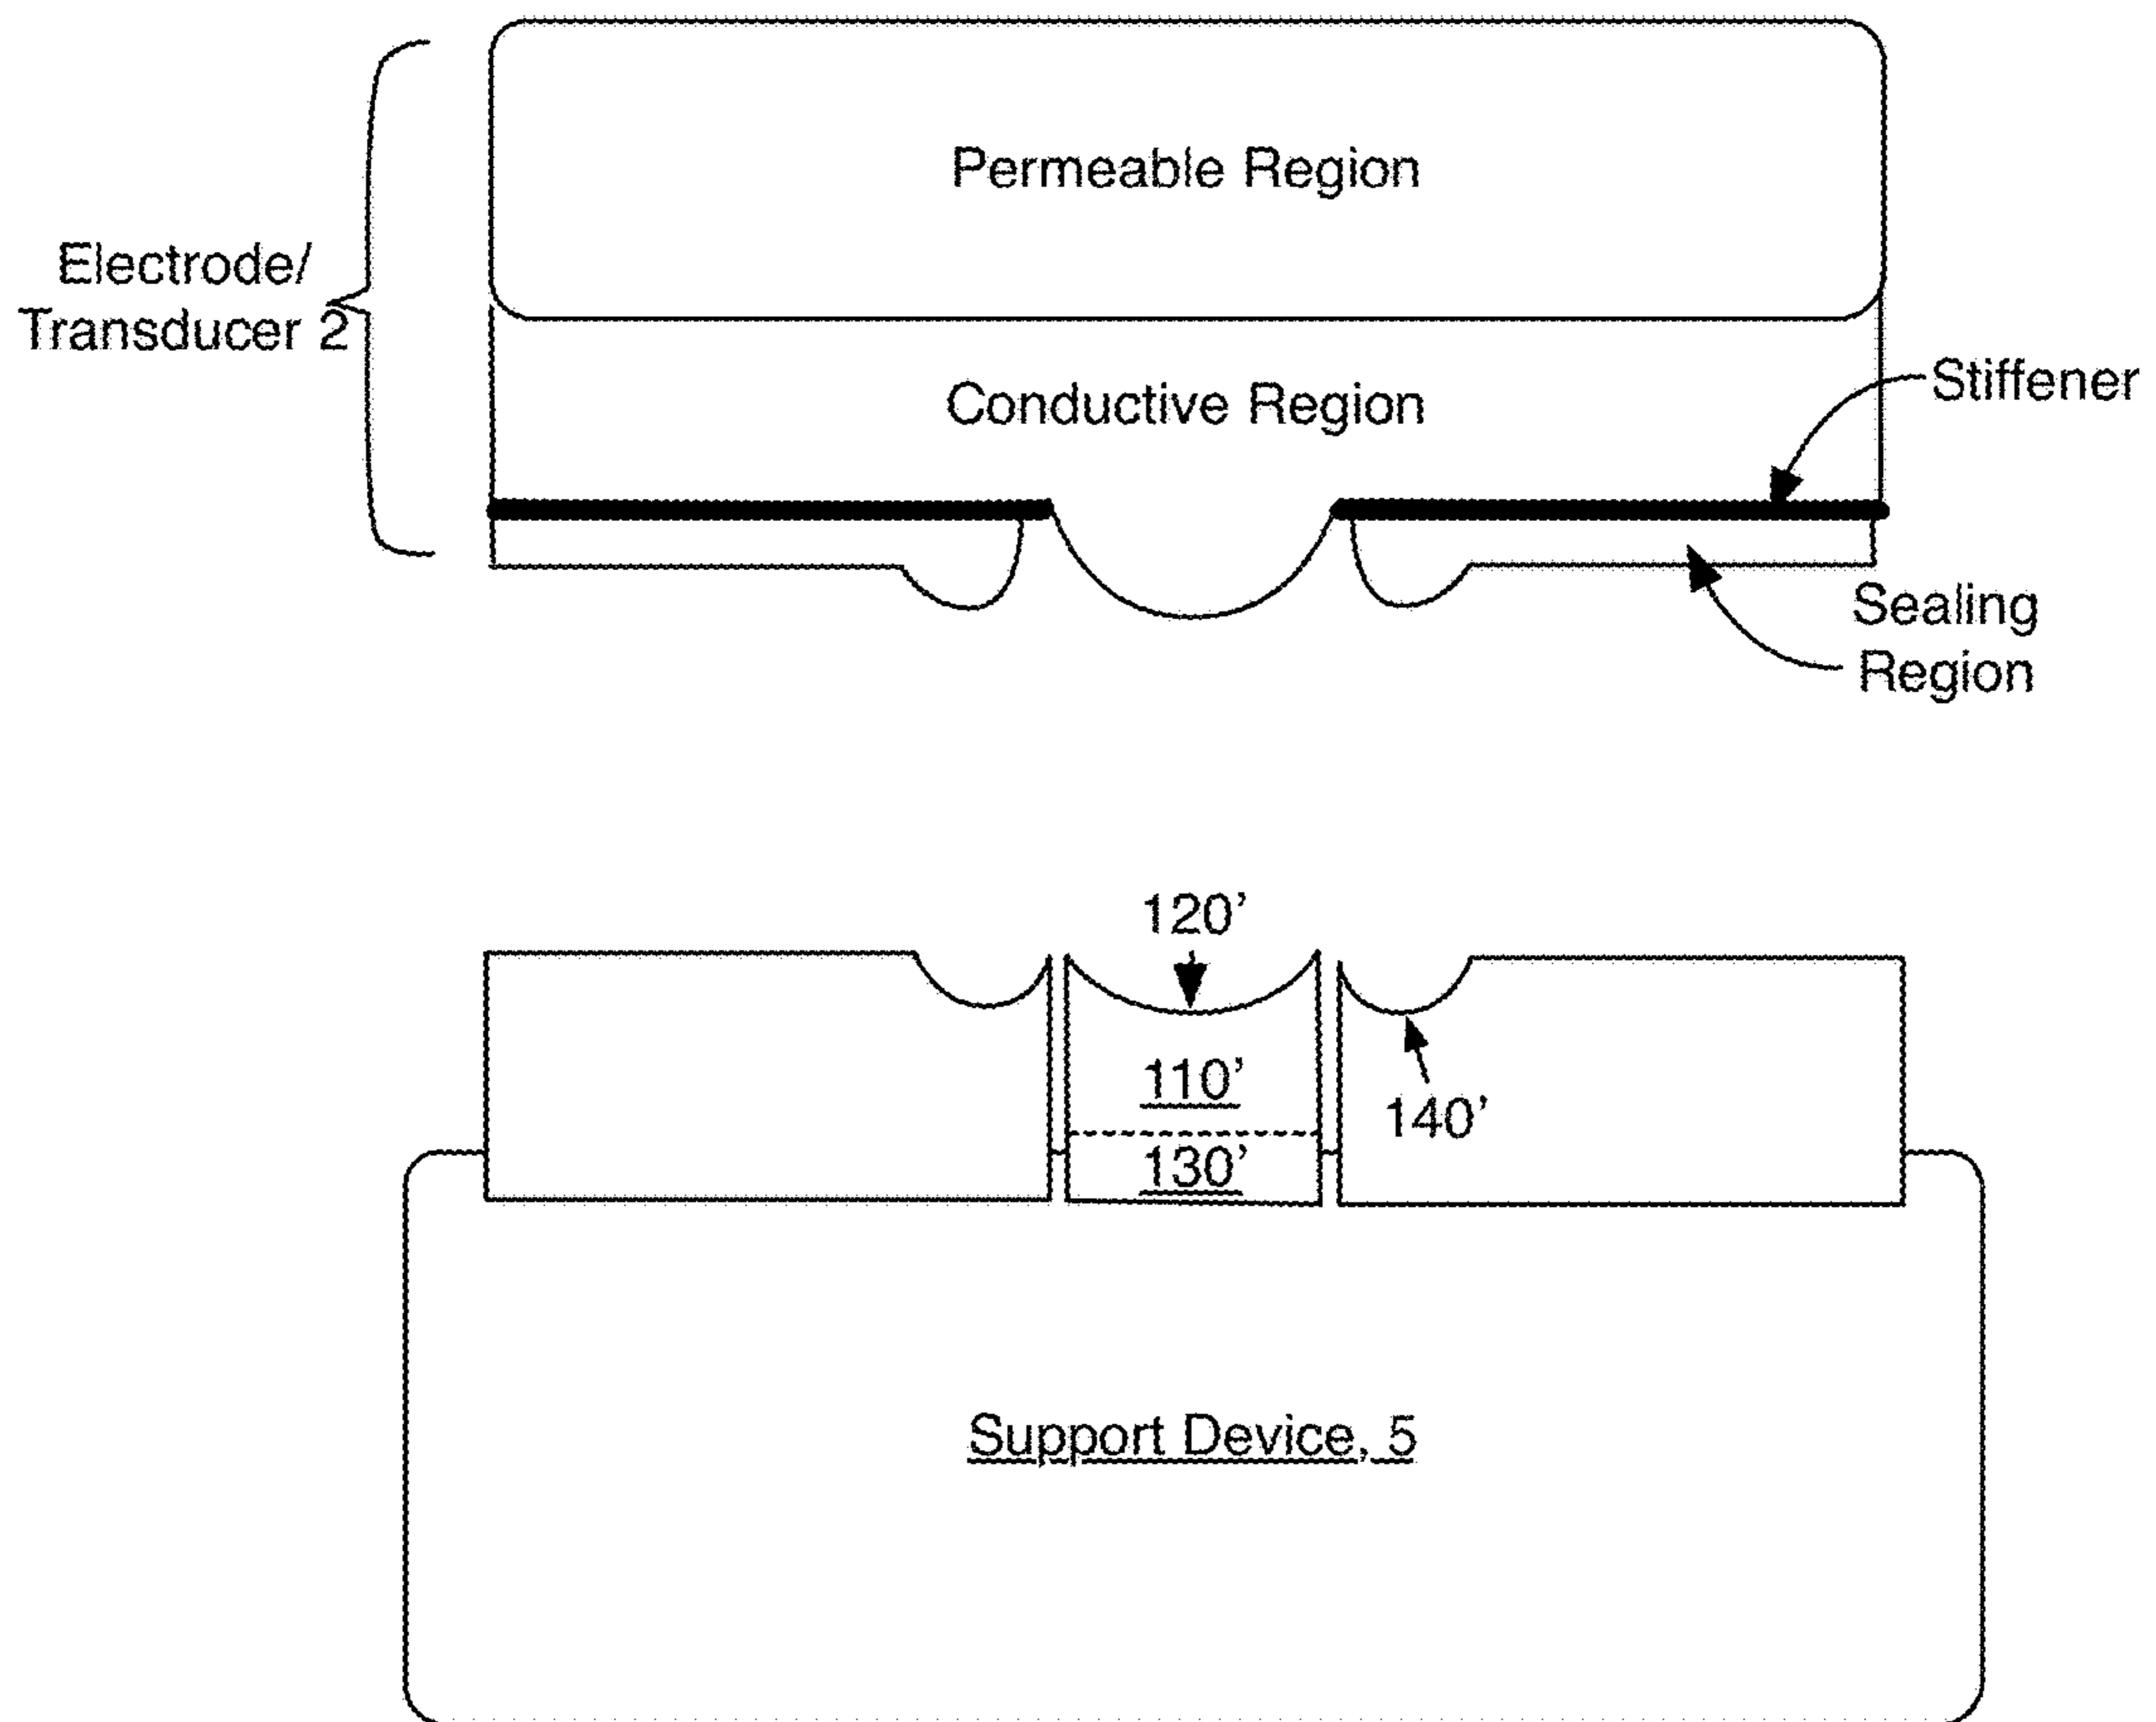 Permeable Region
Electrode/
Transducer 2
Conductive Region
Stiffener
Sealing
Region
120’
110’
140’
130’
Support Device, 5